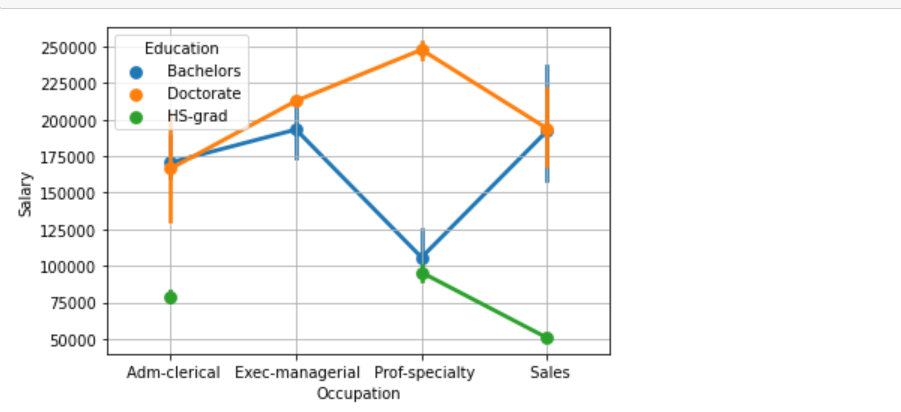 250000
225000
200000
175000
150000
125000
100000
75000
50000
Salary
Education
Bachelors
Doctorate
HS-grad
Adm-clerical Exec-managerial Prof-specialty Sales
Occupation